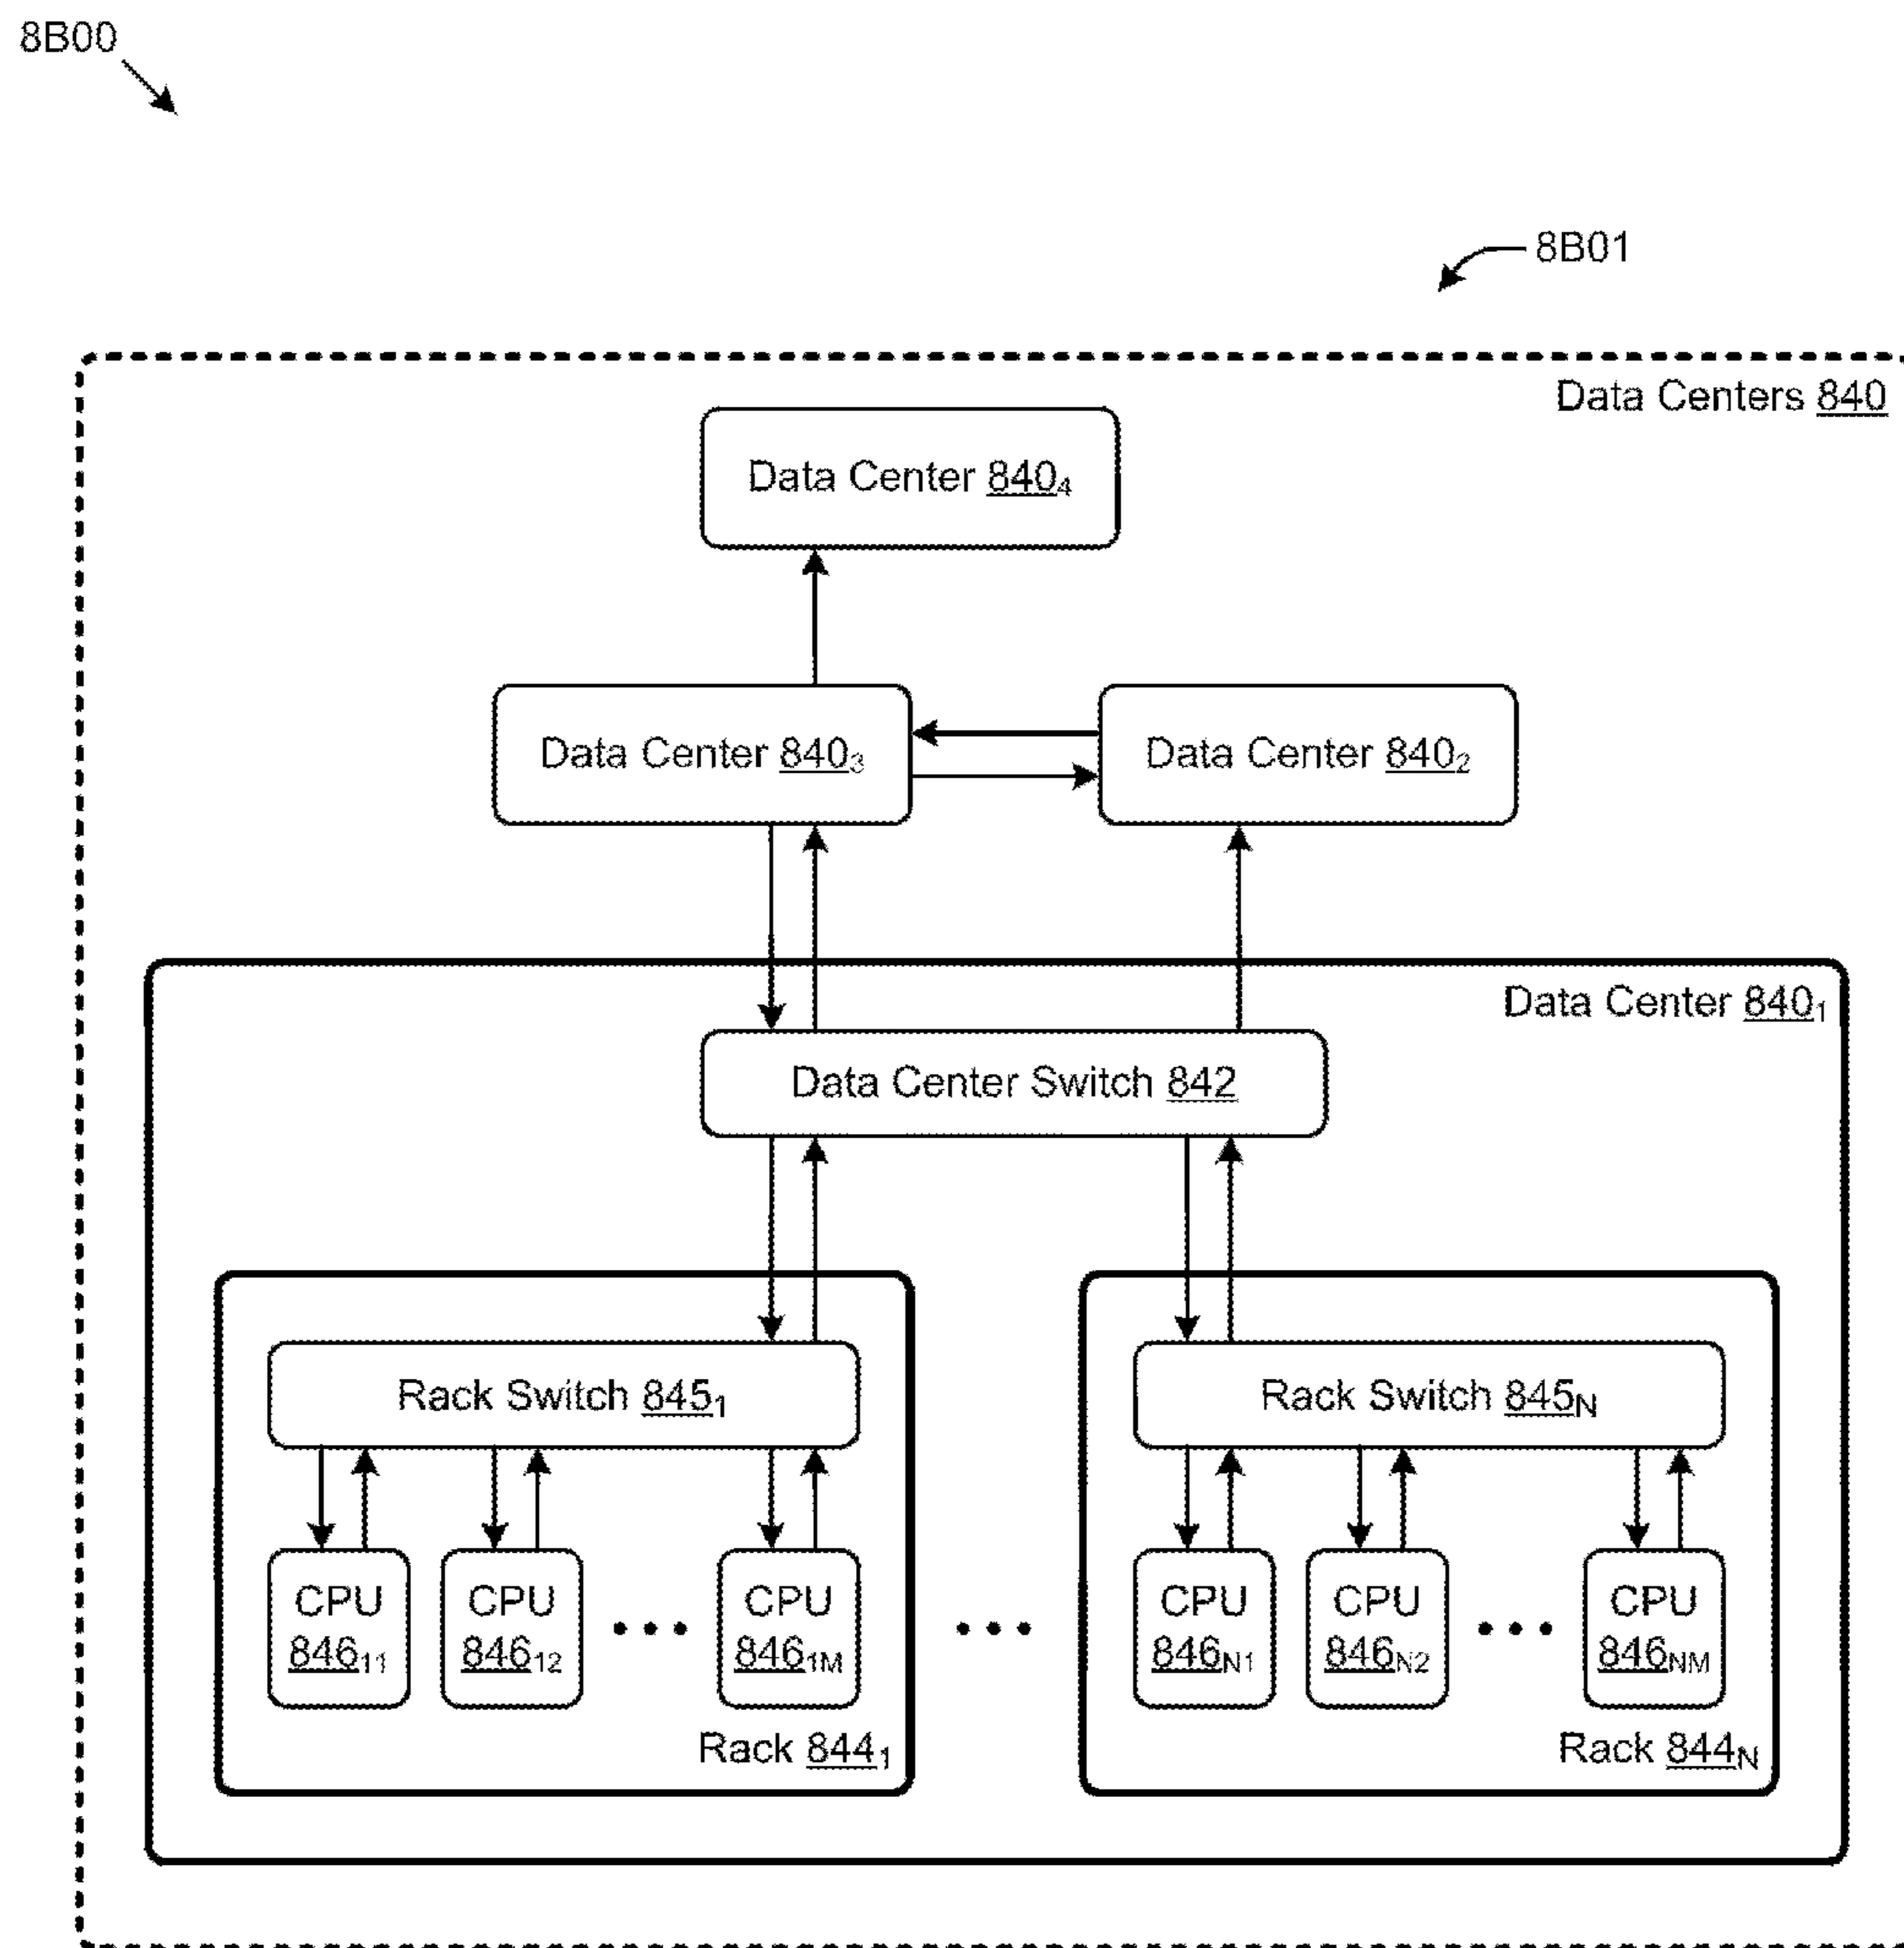 8B00
8B01
Data Centers 840
Data Center 840₄
Data Center 840₃
Data Center 840₂
Data Center 840₁
Data Center Switch 842
Rack Switch 845₁
Rack Switch 845N
CPU
846₁₁
CPU
846₁₂
CPU
846₁M
CPU
846N₁
CPU
846N₂
CPU
846NM
Rack 844₁
Rack 844N